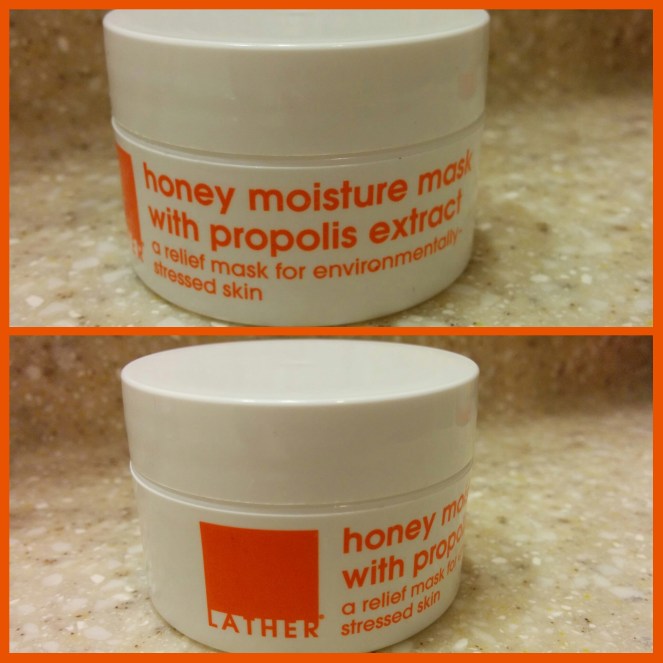 honey moisture mask
with propolis extract
a relief mask for environmentally-
stressed skin
honey mo
with propo
a relief mask for
stressed skin
LATHER